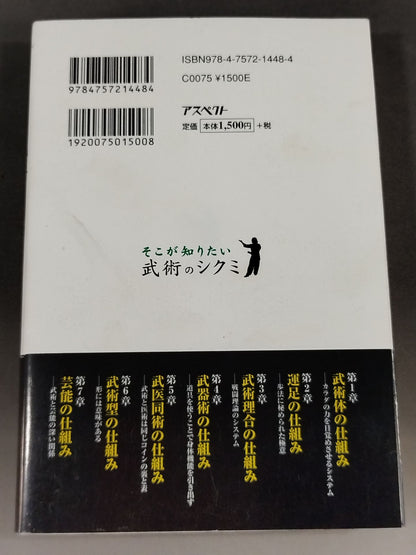 ISBN978-4-7572-1448-4
C0075 ¥1500E
9784757214484
アスペクト
定価 本体1,500円 +税
1920075015008
そこが知りたい
武術のシクミ
第1章
武術体の仕組み
—カラダの力を目覚めさせるシステム
第2章
運足の仕組み
—歩法に秘められた極意
第3章
武術理合の仕組み
—戦闘理論のシステム
第4章
武器術の仕組み
—道具を使うことで身体機能を引き出す
第5章
武医同術の仕組み
—武術と医術は同じコインの裏と表
第6章
武術型の仕組み
—形には意味がある
第7章
芸能の仕組み
—武術と芸能の深い関係